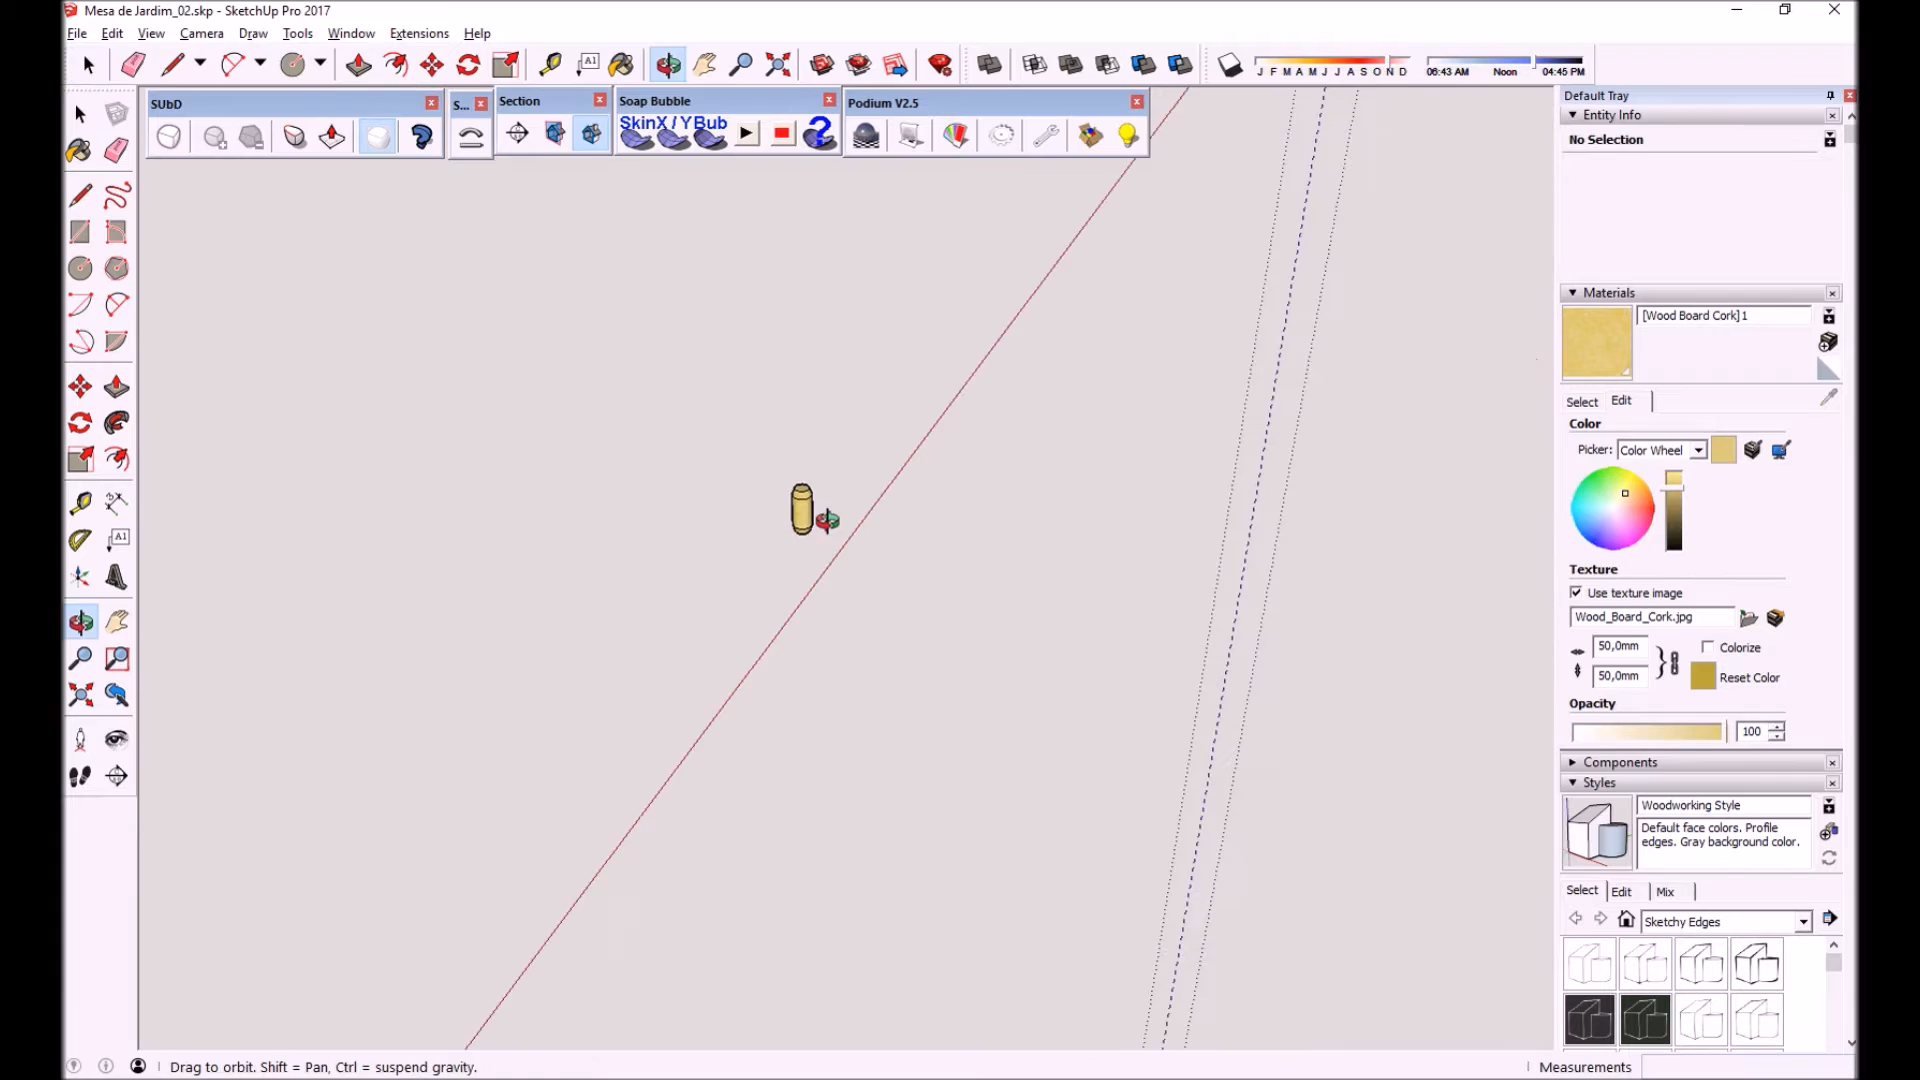 Mesa de Jardim_02.skp - SketchUp Pro 2017
File Edit View Camera Draw Tools Window Extensions Help
A1
J F M A M J J A S O N D
06:43 AM Noon 04:45 PM
SUbD
S...
Section
Soap Bubble
SkinX / YBub
Podium V2.5
A1
Default Tray
Entity Info
No Selection
Materials
[Wood Board Cork]1
Select Edit
Color
Picker: Color Wheel
Texture
Use texture image
Wood_Board_Cork.jpg
50,0mm
Colorize
50,0mm
Reset Color
Opacity
100
Components
Styles
Woodworking Style
Default face colors. Profile
edges. Gray background color.
Select Edit Mix
Sketchy Edges
Drag to orbit. Shift = Pan, Ctrl = suspend gravity.
Measurements